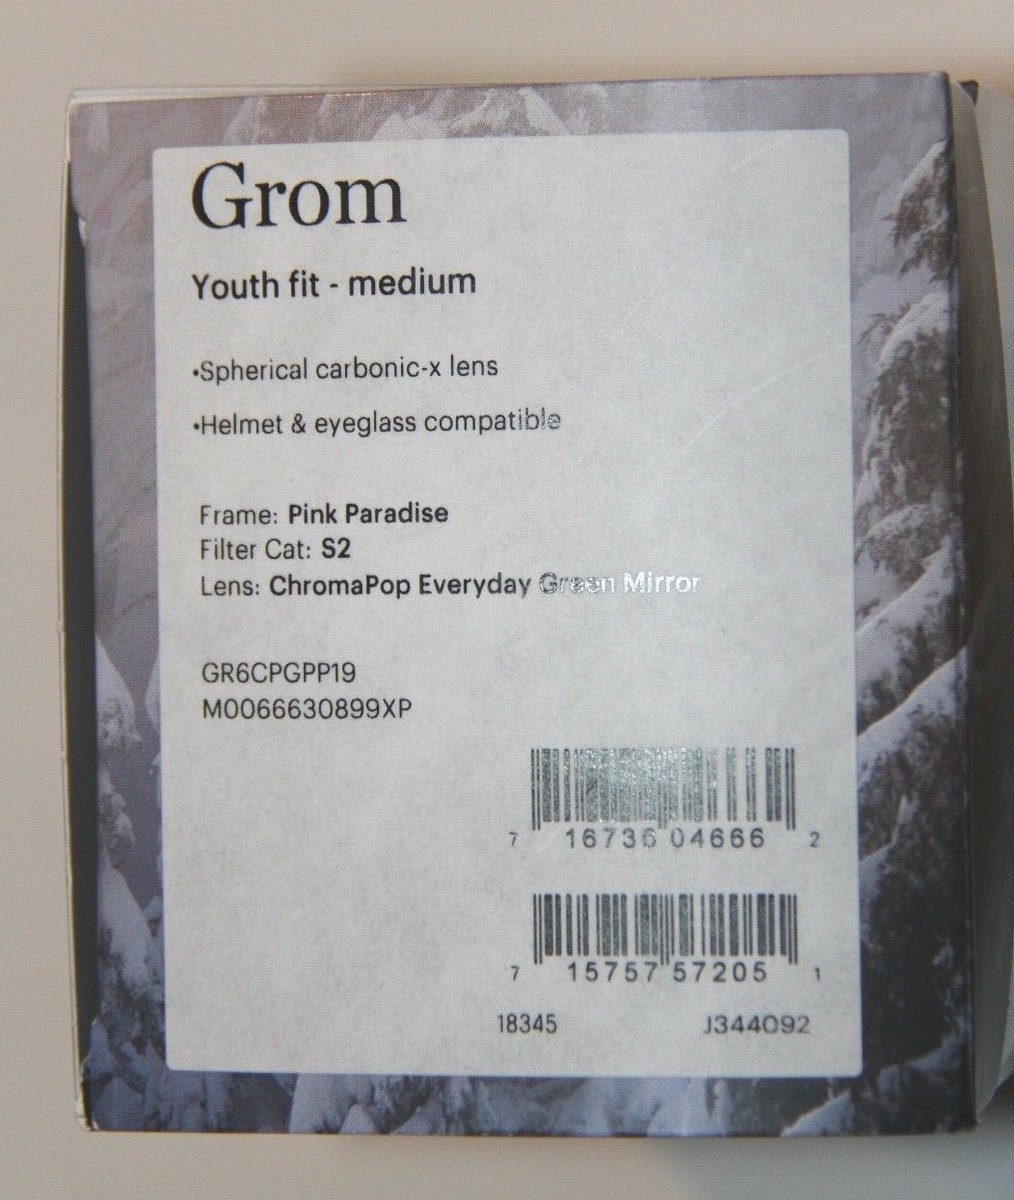 Grom
Youth fit - medium
•Spherical carbonic-x lens
•Helmet & eyeglass compatible
Frame: Pink Paradise
Filter Cat: S2
Lens: ChromaPop Everyday Green Mirror
GR6CPGPP19
M0066630899XP
7 16736 04666 2
7 15757 57205 1
18345 J344092